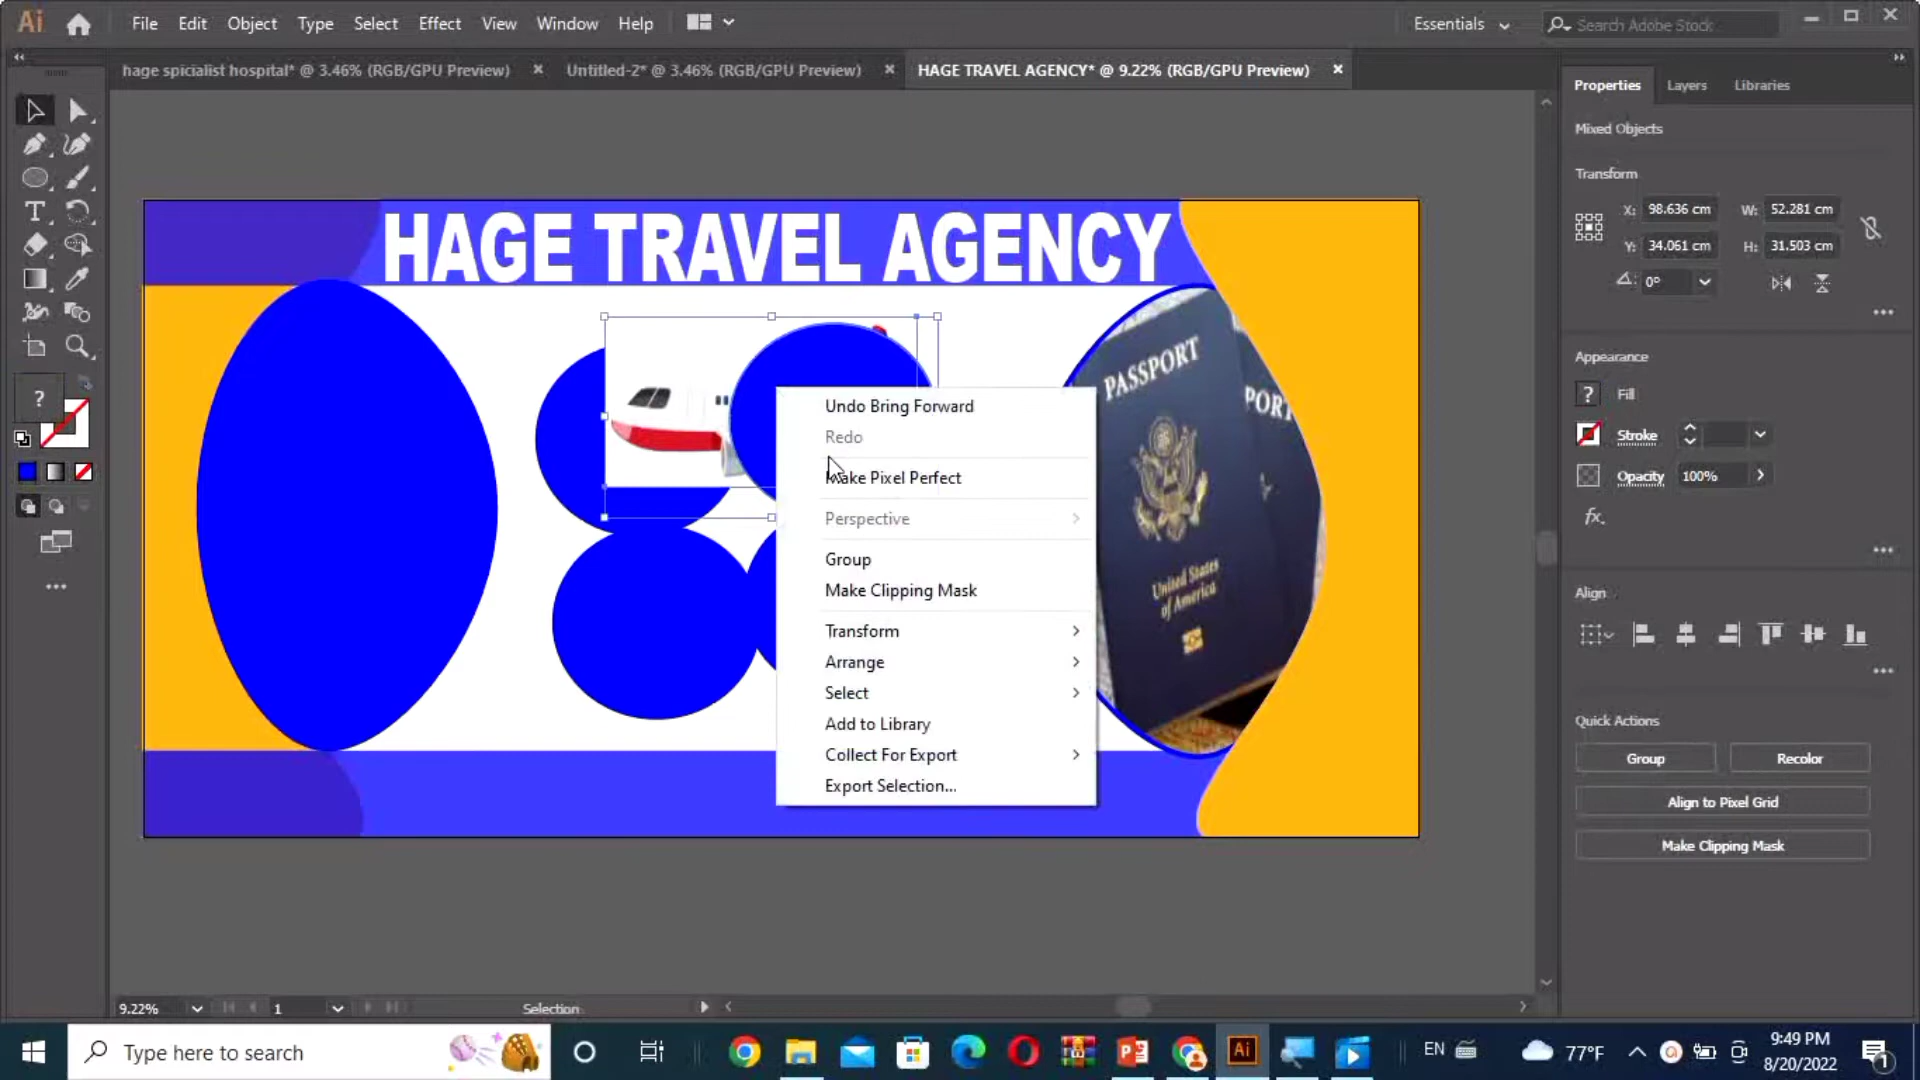 Ai File Edit Object Type Select Effect View Window Help Essentials Search Adobe Stock
hage spicialist hospital* @ 3.46% (RGB/GPU Preview) Untitled-2* @ 3.46% (RGB/GPU Preview) HAGE TRAVEL AGENCY* @ 9.22% (RGB/GPU Preview)
Properties Layers Libraries
Mixed Objects
Transform
X: 98.636 cm W: 52.281 cm
Y: 34.061 cm H: 31.503 cm
0°
Appearance
? Fill
Stroke
Opacity 100%
fx.
Align
Quick Actions
Group Recolor
Align to Pixel Grid
Make Clipping Mask
HAGE TRAVEL AGENCY
PASSPORT
PORT
United States
of America
Undo Bring Forward
Redo
Make Pixel Perfect
Perspective
Group
Make Clipping Mask
Transform
Arrange
Select
Add to Library
Collect For Export
Export Selection...
?
9.22% 1 Selection
Type here to search
EN 77°F 9:49 PM
8/20/2022
1